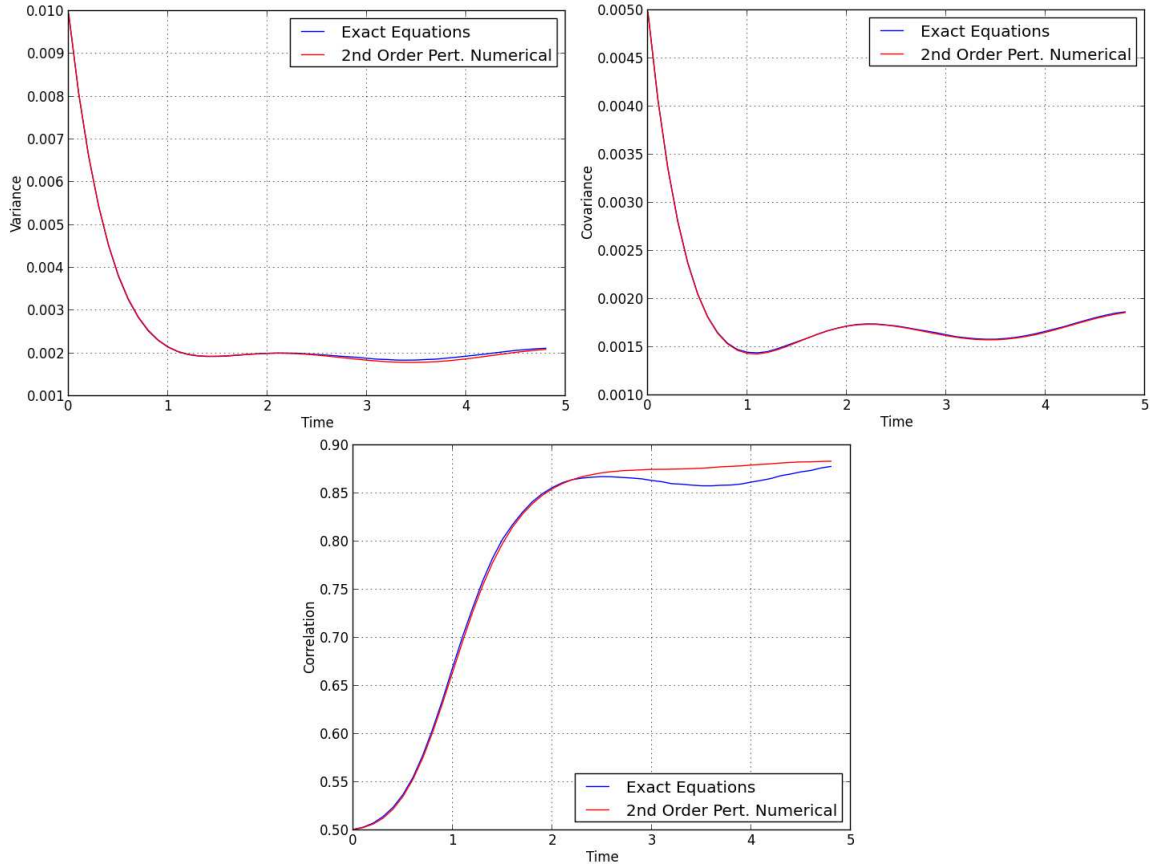 0.010
0.009
0.008
0.007
0.006
0.005
0.004
0.003
0.002
0.001
Variance
0 1 2 3 4 5
Time
Exact Equations
2nd Order Pert. Numerical
0.0050
0.0045
0.0040
0.0035
0.0030
0.0025
0.0020
0.0015
0.0010
Covariance
0 1 2 3 4 5
Time
Exact Equations
2nd Order Pert. Numerical
0.90
0.85
0.80
0.75
0.70
0.65
0.60
0.55
0.50
Correlation
0 1 2 3 4 5
Time
Exact Equations
2nd Order Pert. Numerical